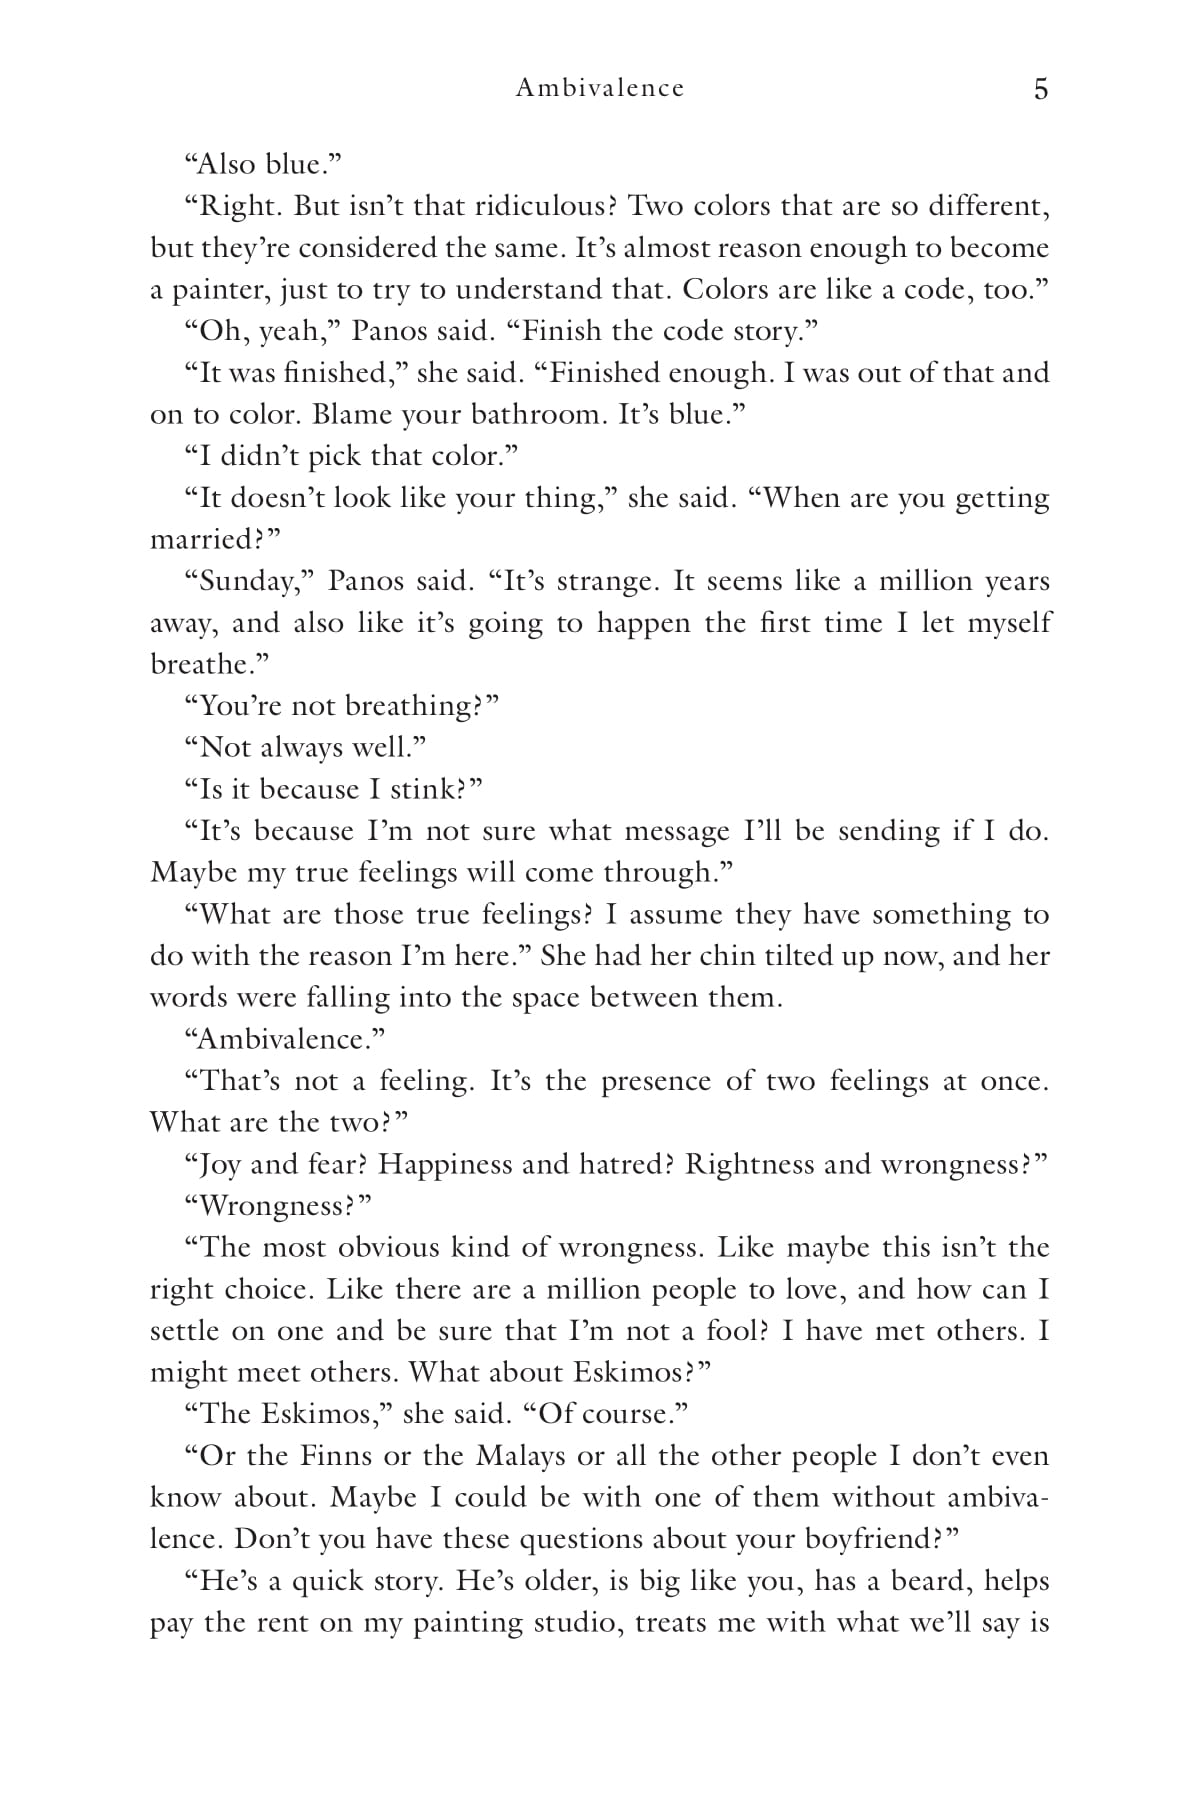 Ambivalence 5
“Also blue.”
“Right. But isn’t that ridiculous? Two colors that are so different,
but they’re considered the same. It’s almost reason enough to become
a painter, just to try to understand that. Colors are like a code, too.”
“Oh, yeah,” Panos said. “Finish the code story.”
“It was finished,” she said. “Finished enough. I was out of that and
on to color. Blame your bathroom. It’s blue.”
“I didn’t pick that color.”
“It doesn’t look like your thing,” she said. “When are you getting
married?”
“Sunday,” Panos said. “It’s strange. It seems like a million years
away, and also like it’s going to happen the first time I let myself
breathe.”
“You’re not breathing?”
“Not always well.”
“Is it because I stink?”
“It’s because I’m not sure what message I’ll be sending if I do.
Maybe my true feelings will come through.”
“What are those true feelings? I assume they have something to
do with the reason I’m here.” She had her chin tilted up now, and her
words were falling into the space between them.
“Ambivalence.”
“That’s not a feeling. It’s the presence of two feelings at once.
What are the two?”
“Joy and fear? Happiness and hatred? Rightness and wrongness?”
“Wrongness?”
“The most obvious kind of wrongness. Like maybe this isn’t the
right choice. Like there are a million people to love, and how can I
settle on one and be sure that I’m not a fool? I have met others. I
might meet others. What about Eskimos?”
“The Eskimos,” she said. “Of course.”
“Or the Finns or the Malays or all the other people I don’t even
know about. Maybe I could be with one of them without ambiva-
lence. Don’t you have these questions about your boyfriend?”
“He’s a quick story. He’s older, is big like you, has a beard, helps
pay the rent on my painting studio, treats me with what we’ll say is